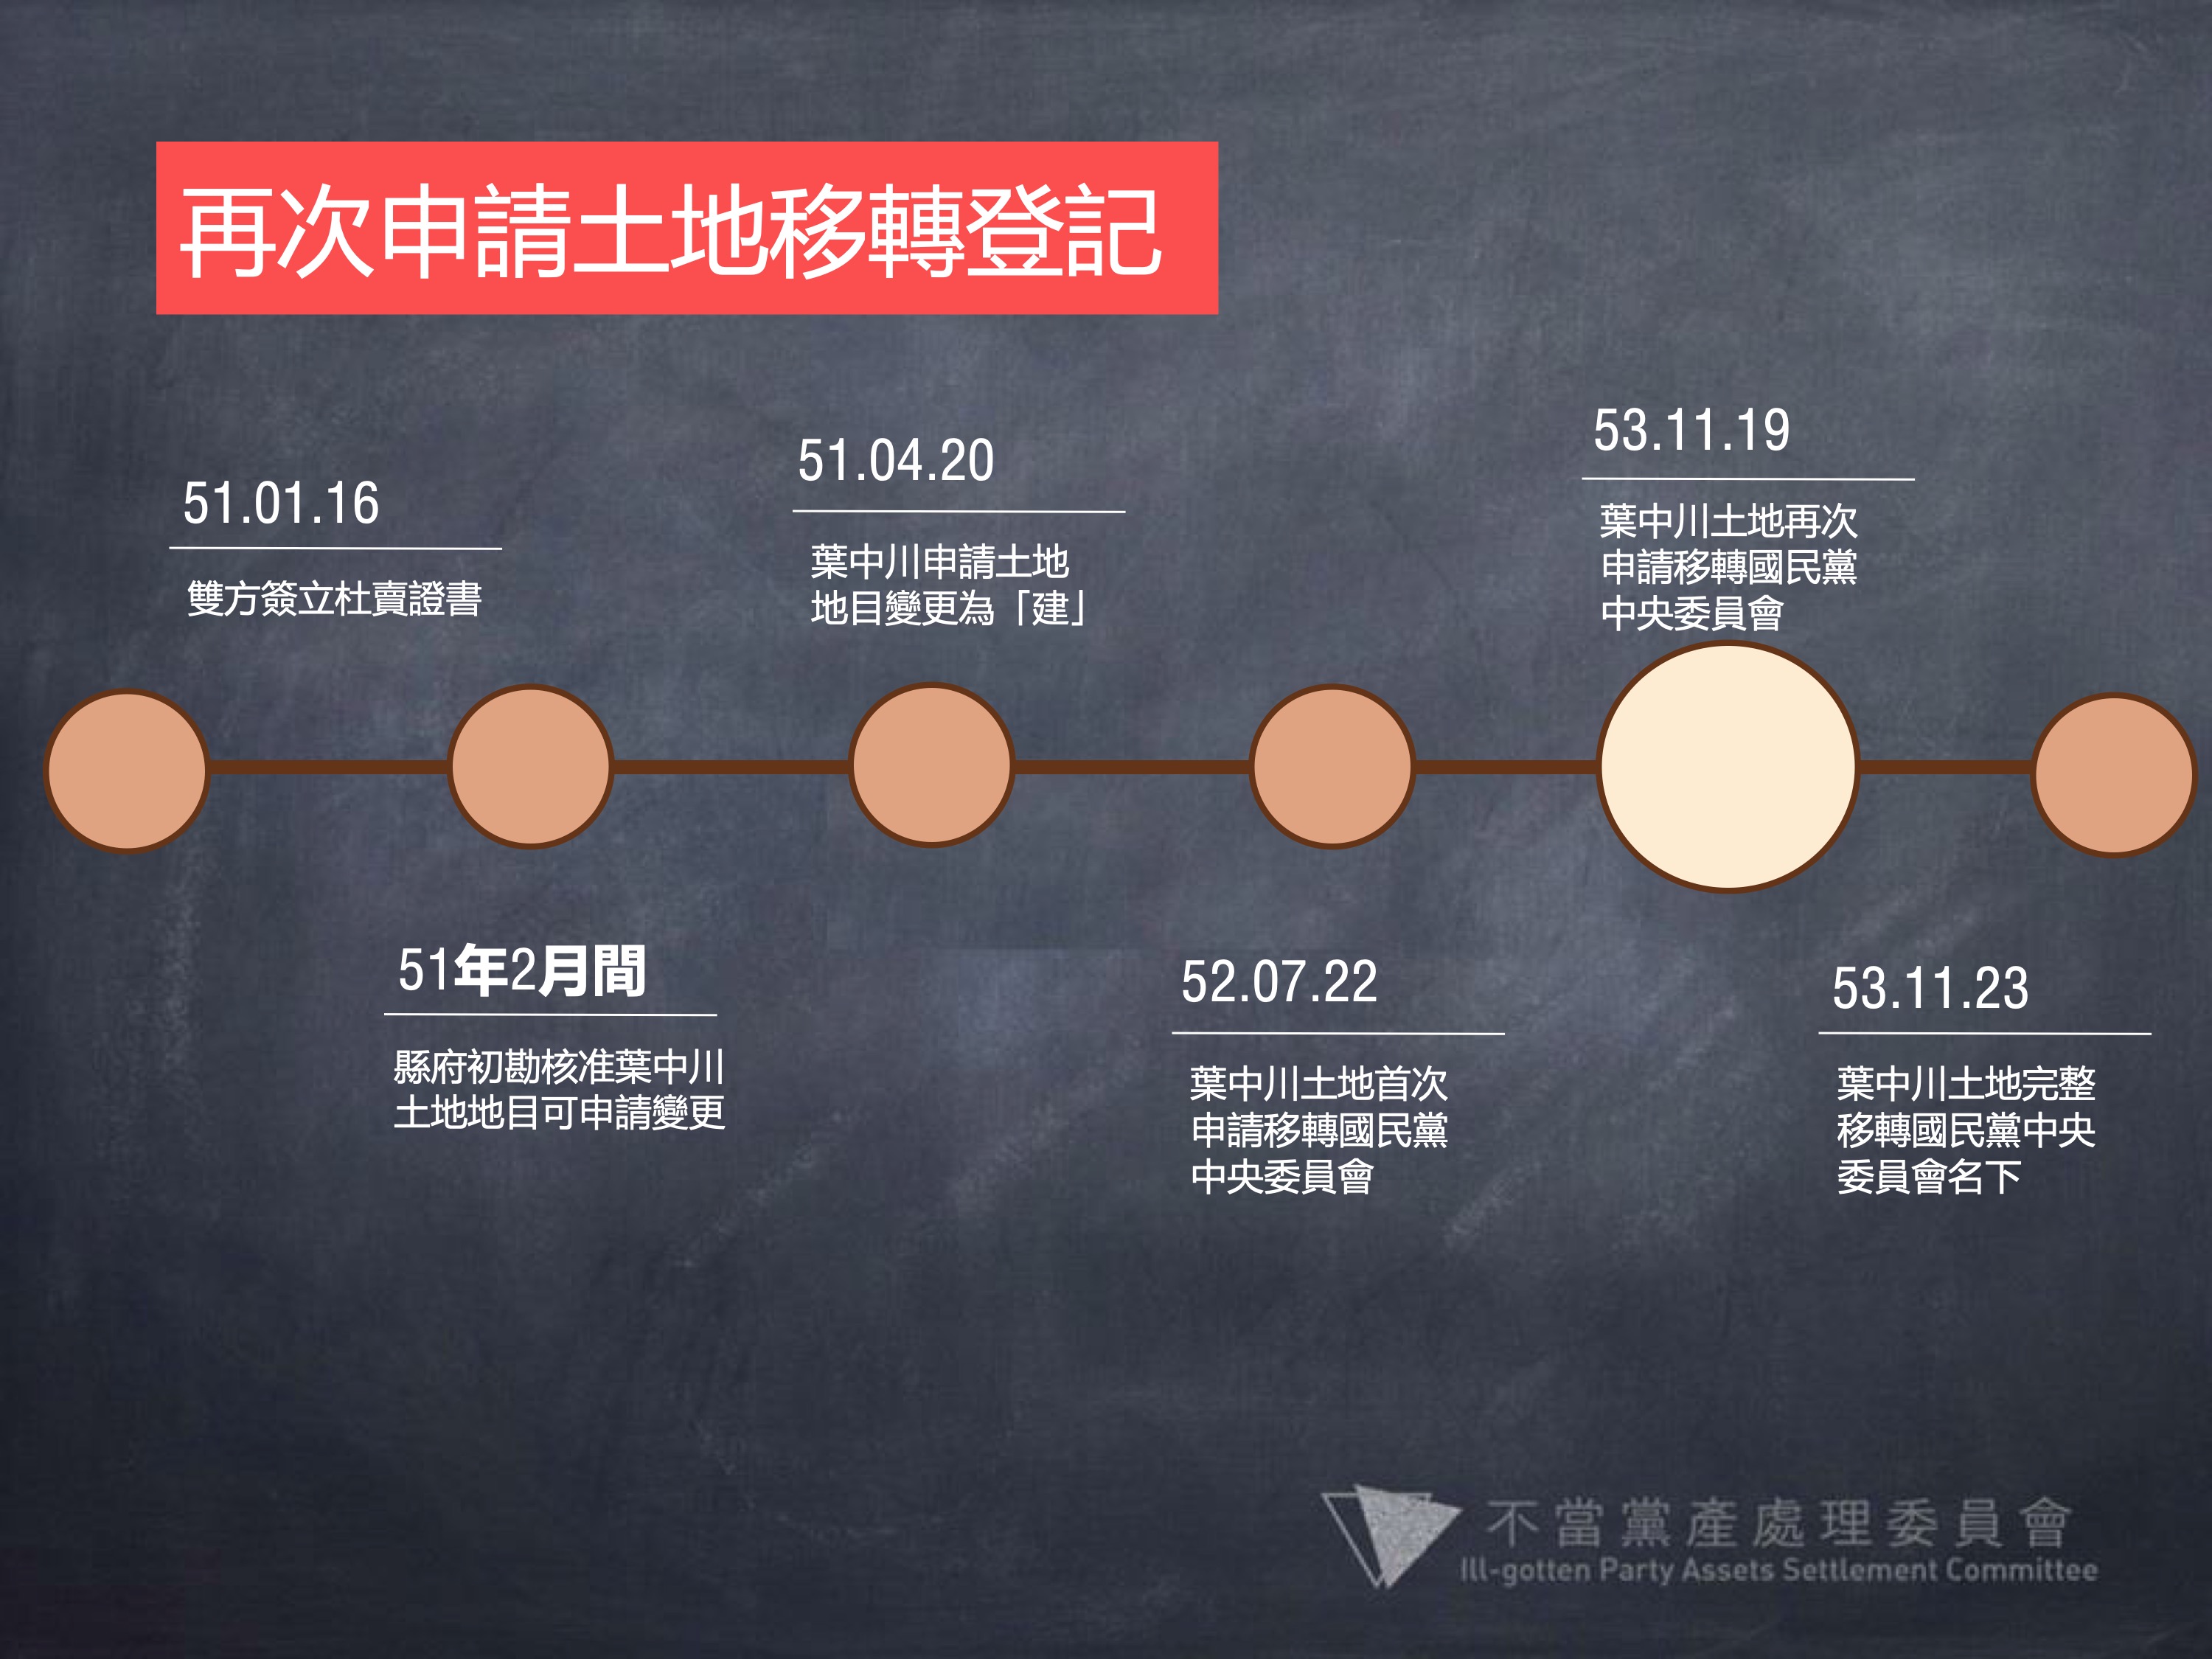 再次申請土地移轉登記
51.01.16
雙方簽立杜賣證書
51年2月間
縣府初勘核准葉中川
土地地目可申請變更
51.04.20
葉中川申請土地
地目變更為「建」
52.07.22
葉中川土地首次
申請移轉國民黨
中央委員會
53.11.19
葉中川土地再次
申請移轉國民黨
中央委員會
53.11.23
葉中川土地完整
移轉國民黨中央
委員會名下
不當黨產處理委員會
Ill-gotten Party Assets Settlement Committee